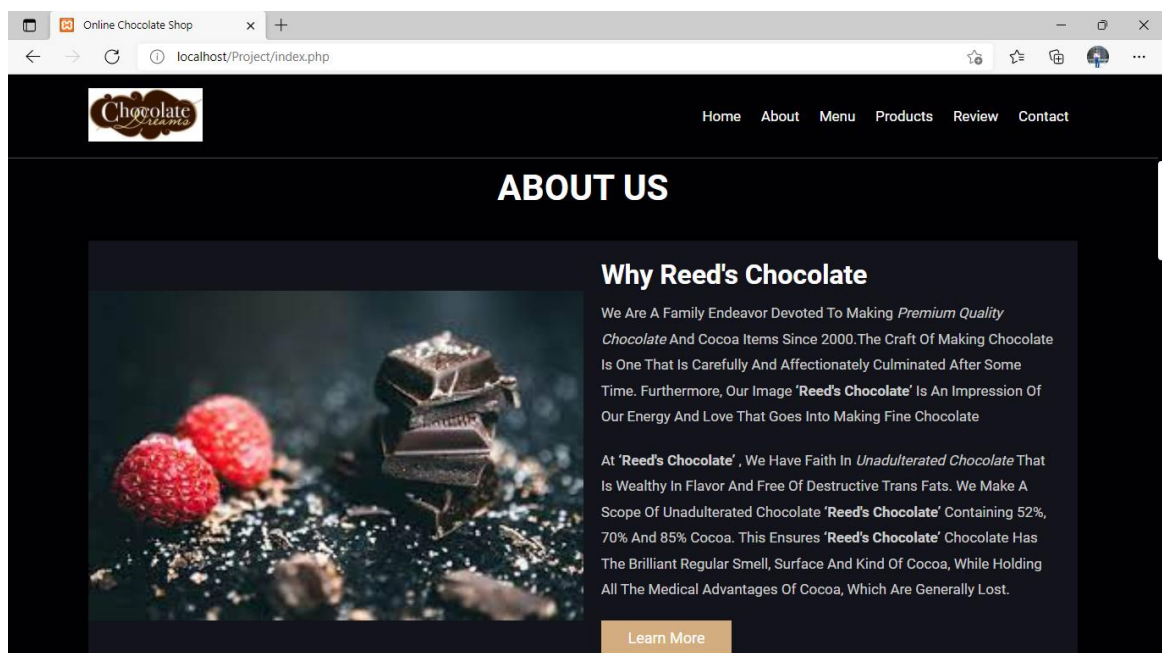 Online Chocolate Shop
localhost/Project/index.php
Chocolate
Dreams
Home About Menu Products Review Contact
ABOUT US
Why Reed's Chocolate
We Are A Family Endeavor Devoted To Making Premium Quality
Chocolate And Cocoa Items Since 2000.The Craft Of Making Chocolate
Is One That Is Carefully And Affectionately Culminated After Some
Time. Furthermore, Our Image ‘Reed's Chocolate’ Is An Impression Of
Our Energy And Love That Goes Into Making Fine Chocolate
At ‘Reed's Chocolate’ , We Have Faith In Unadulterated Chocolate That
Is Wealthy In Flavor And Free Of Destructive Trans Fats. We Make A
Scope Of Unadulterated Chocolate ‘Reed's Chocolate’ Containing 52%,
70% And 85% Cocoa. This Ensures ‘Reed's Chocolate’ Chocolate Has
The Brilliant Regular Smell, Surface And Kind Of Cocoa, While Holding
All The Medical Advantages Of Cocoa, Which Are Generally Lost.
Learn More